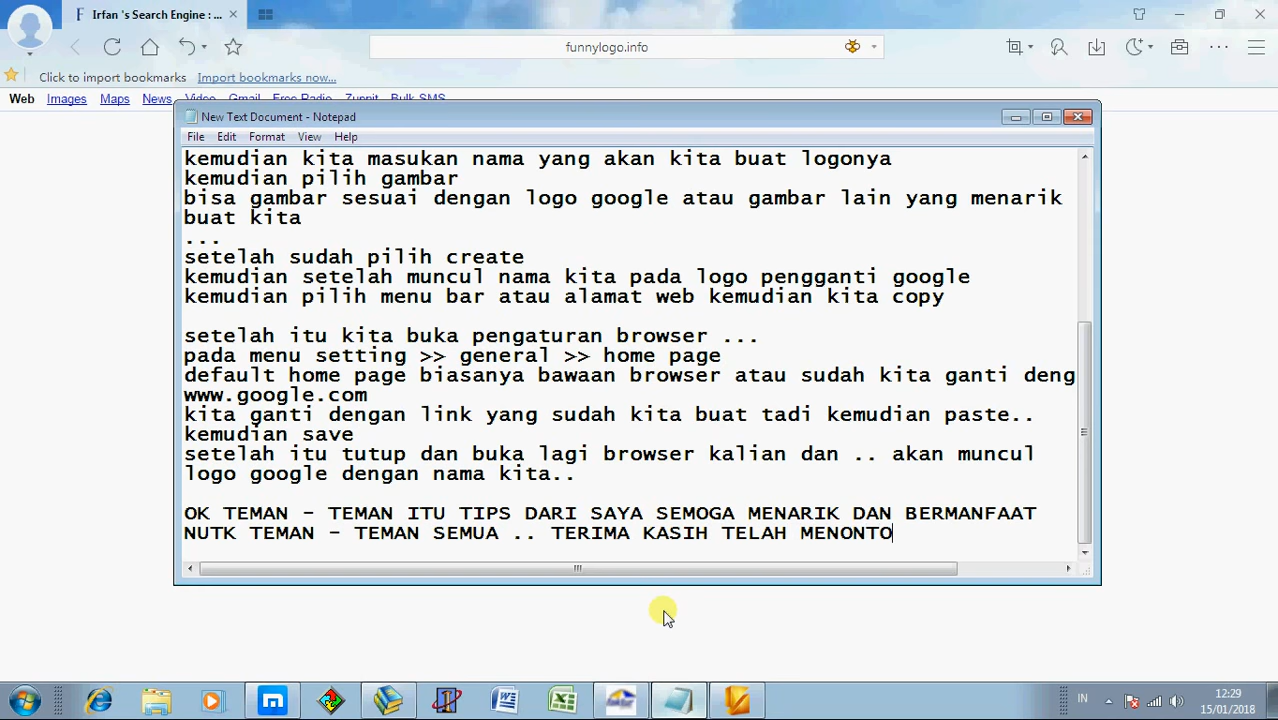 Irfan 's Search Engine : ...
funnylogo.info
Click to import bookmarks Import bookmarks now...
Web Images Maps News Video Gmail Free Radio Zunnit Bulk SMS
New Text Document - Notepad
File Edit Format View Help
kemudian kita masukan nama yang akan kita buat logonya
kemudian pilih gambar
bisa gambar sesuai dengan logo google atau gambar lain yang menarik
buat kita
...
setelah sudah pilih create
kemudian setelah muncul nama kita pada logo pengganti google
kemudian pilih menu bar atau alamat web kemudian kita copy
setelah itu kita buka pengaturan browser ...
pada menu setting >> general >> home page
default home page biasanya bawaan browser atau sudah kita ganti deng
www.google.com
kita ganti dengan link yang sudah kita buat tadi kemudian paste..
kemudian save
setelah itu tutup dan buka lagi browser kalian dan .. akan muncul
logo google dengan nama kita..
OK TEMAN - TEMAN ITU TIPS DARI SAYA SEMOGA MENARIK DAN BERMANFAAT
NUTK TEMAN - TEMAN SEMUA .. TERIMA KASIH TELAH MENONTO
IN
12:29
15/01/2018